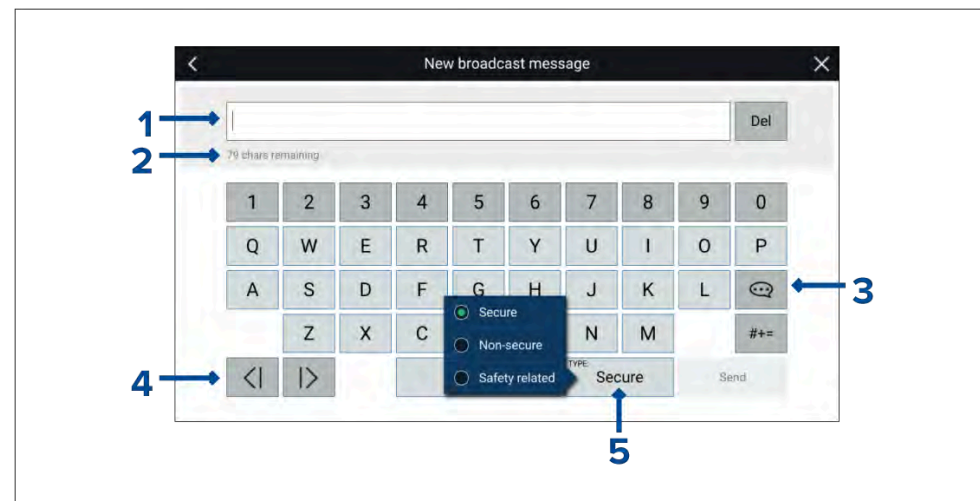 New broadcast message
1
Del
2
79 chars remaining
1 2 3 4 5 6 7 8 9 0
Q W E R T Y U I O P
A S D F G H J K L
3
Secure
Z X C N M #+=
Non-secure
4
Safety related
TYPE:
Secure
Send
5